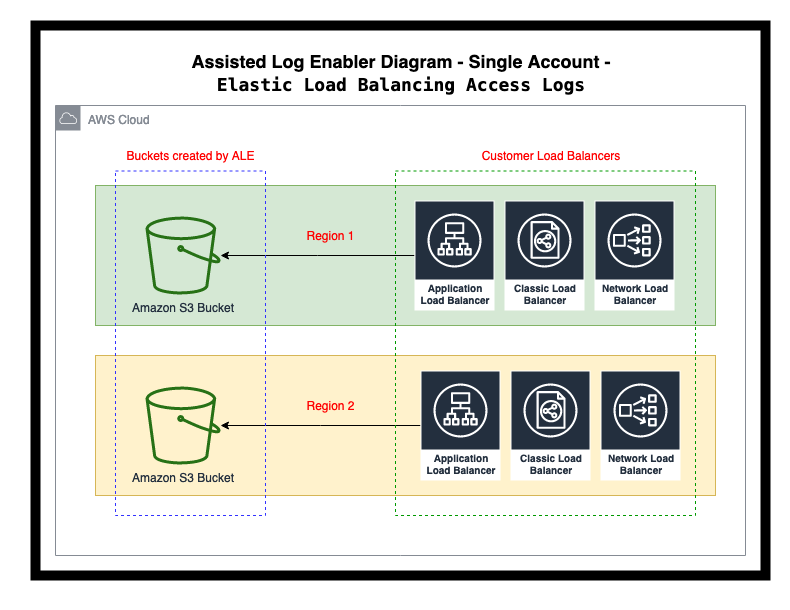 Assisted Log Enabler Diagram - Single Account -
Elastic Load Balancing Access Logs
AWS Cloud
Buckets created by ALE
Customer Load Balancers
Region 1
Amazon S3 Bucket
Application
Load Balancer
Classic Load
Balancer
Network Load
Balancer
Region 2
Amazon S3 Bucket
Application
Load Balancer
Classic Load
Balancer
Network Load
Balancer